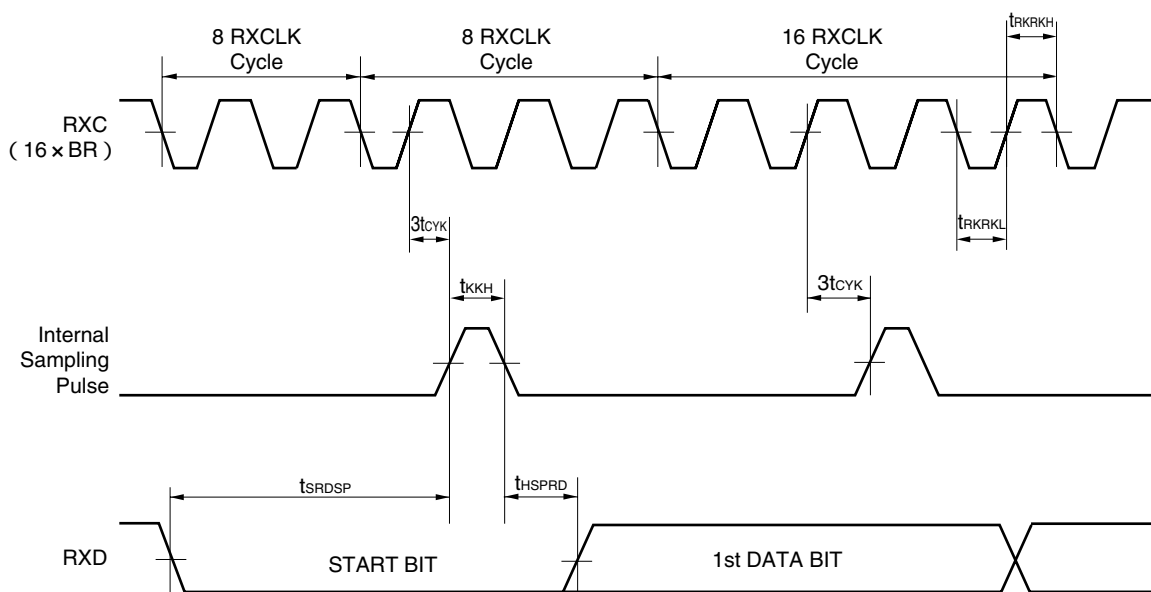 8 RXCLK
Cycle
8 RXCLK
Cycle
16 RXCLK
Cycle
tRKRKH
RXC
( 16 × BR )
3tCYK
tRKRKL
tKKH
3tCYK
Internal
Sampling
Pulse
tSRDSP
tHSPRD
RXD
START BIT
1st DATA BIT